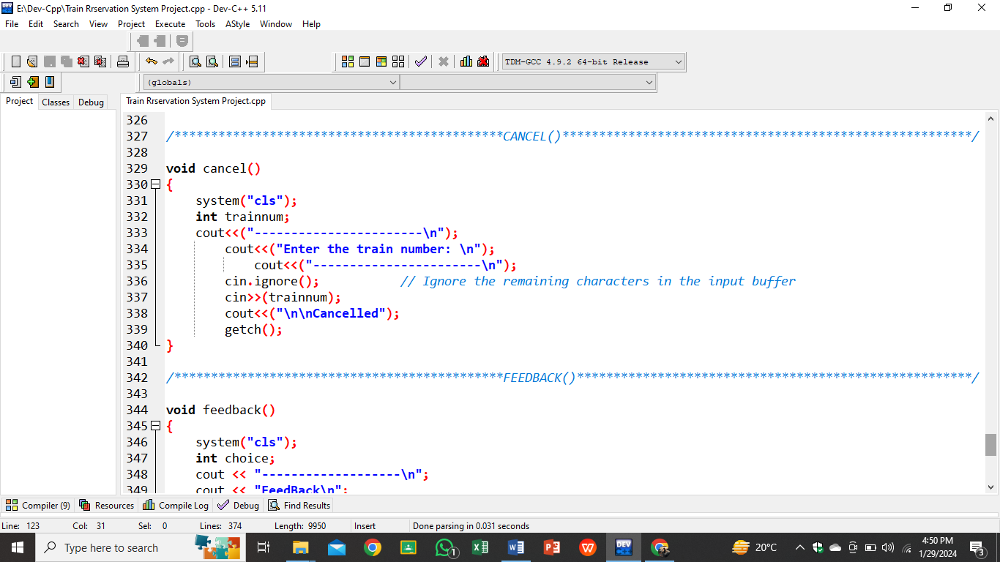 E:\Dev-Cpp\Train Rrservation System Project.cpp - Dev-C++ 5.11
File Edit Search View Project Execute Tools AStyle Window Help
TDM-GCC 4.9.2 64-bit Release
(globals)
Project Classes Debug
Train Rrservation System Project.cpp
326
327 /*********************************************CANCEL()********************************************************/
328
329 void cancel()
330 {
331 system("cls");
332 int trainnum;
333 cout<<("-----------------------\n");
334 cout<<("Enter the train number: \n");
335 cout<<("-----------------------\n");
336 cin.ignore(); // Ignore the remaining characters in the input buffer
337 cin>>(trainnum);
338 cout<<("\n\nCancelled");
339 getch();
340 }
341
342 /*********************************************FEEDBACK()******************************************************/
343
344 void feedback()
345 {
346 system("cls");
347 int choice;
348 cout << "-------------------\n";
349 cout << "FeedBack\n";
Compiler (9) Resources Compile Log Debug Find Results
Line: 123 Col: 31 Sel: 0 Lines: 374 Length: 9950 Insert Done parsing in 0.031 seconds
Type here to search
1
DEV
20°C
4:50 PM
1/29/2024
3